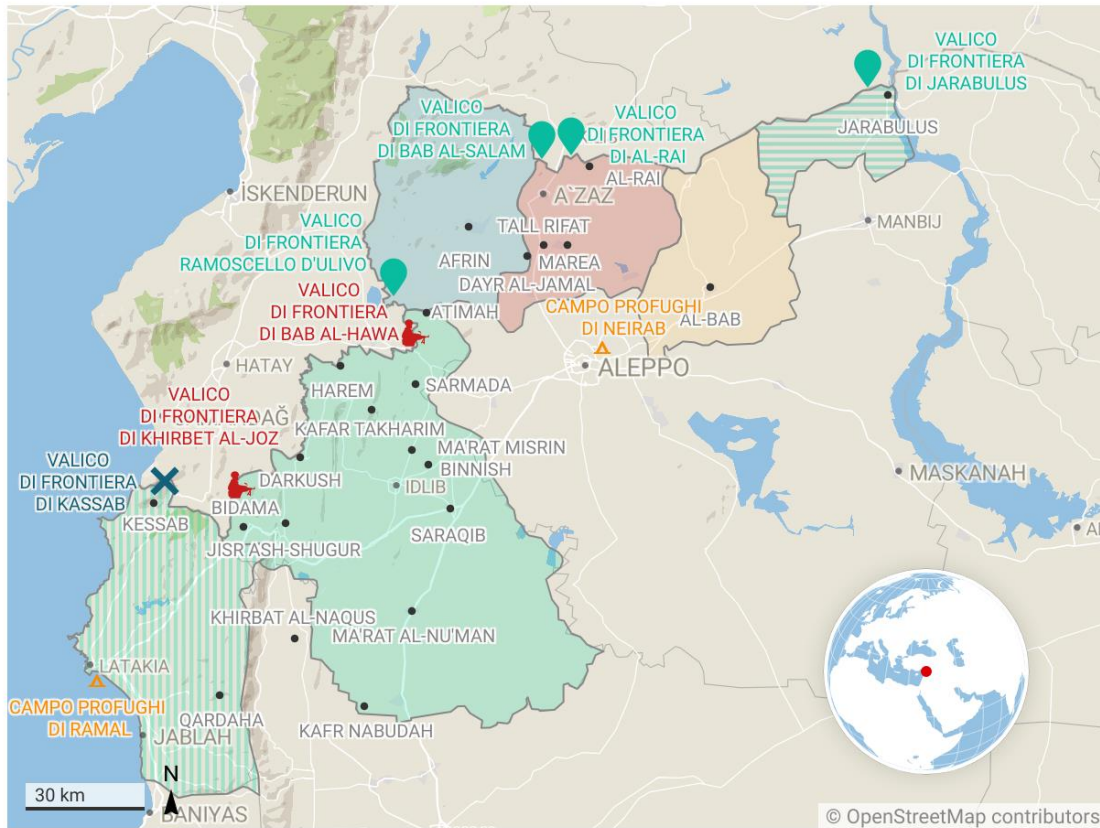 VALICO
DI FRONTIERA
DI JARABULUS
JARABULUS
VALICO
DI FRONTIERA
DI BAB AL-SALAM
VALICO
DI FRONTIERA
DI AL-RAI
AL-RAI
İSKENDERUN
A'ZAZ
MANBIJ
VALICO
DI FRONTIERA
RAMOSCELLO D'ULIVO
TALL RIFAT
AFRIN
MAREA
DAYR AL-JAMAL
VALICO
DI FRONTIERA
DI BAB AL-HAWA
ATIMAH
CAMPO PROFUGHI
DI NEIRAB
AL-BAB
HATAY
ALEPPO
HAREM
SARMADA
VALICO
DI FRONTIERA
DI KHIRBET AL-JOZ
KAFAR TAKHARIM
MA'RAT MISRIN
BINNISH
VALICO
DI FRONTIERA
DI KASSAB
DARKUSH
IDLIB
MASKANAH
KESSAB
BIDAMA
SARAQIB
JISR ASH-SHUGUR
KHIRBAT AL-NAQUS
MA'RAT AL-NU'MAN
LATAKIA
CAMPO PROFUGHI
DI RAMAL
QARDAHA
JABLAH
KAFR NABUDAH
N
30 km
BANIYAS
© OpenStreetMap contributors